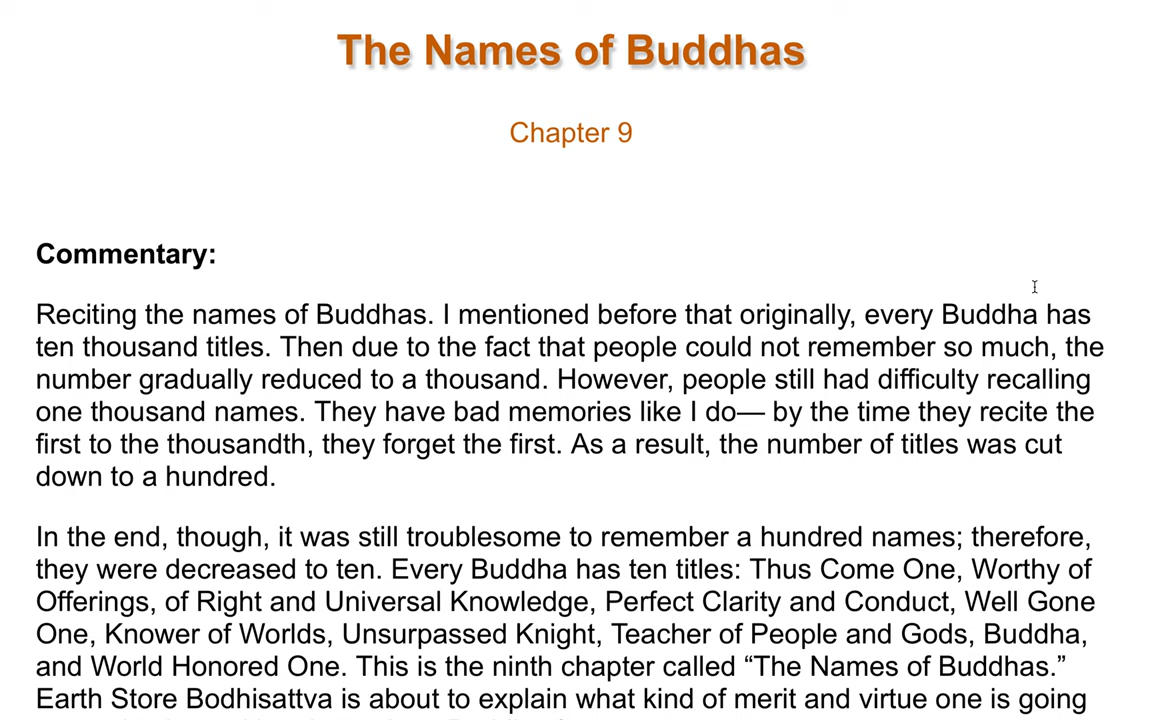 The Names of Buddhas
Chapter 9
Commentary:
Reciting the names of Buddhas. I mentioned before that originally, every Buddha has
ten thousand titles. Then due to the fact that people could not remember so much, the
number gradually reduced to a thousand. However, people still had difficulty recalling
one thousand names. They have bad memories like I do— by the time they recite the
first to the thousandth, they forget the first. As a result, the number of titles was cut
down to a hundred.
In the end, though, it was still troublesome to remember a hundred names; therefore,
they were decreased to ten. Every Buddha has ten titles: Thus Come One, Worthy of
Offerings, of Right and Universal Knowledge, Perfect Clarity and Conduct, Well Gone
One, Knower of Worlds, Unsurpassed Knight, Teacher of People and Gods, Buddha,
and World Honored One. This is the ninth chapter called “The Names of Buddhas.”
Earth Store Bodhisattva is about to explain what kind of merit and virtue one is going